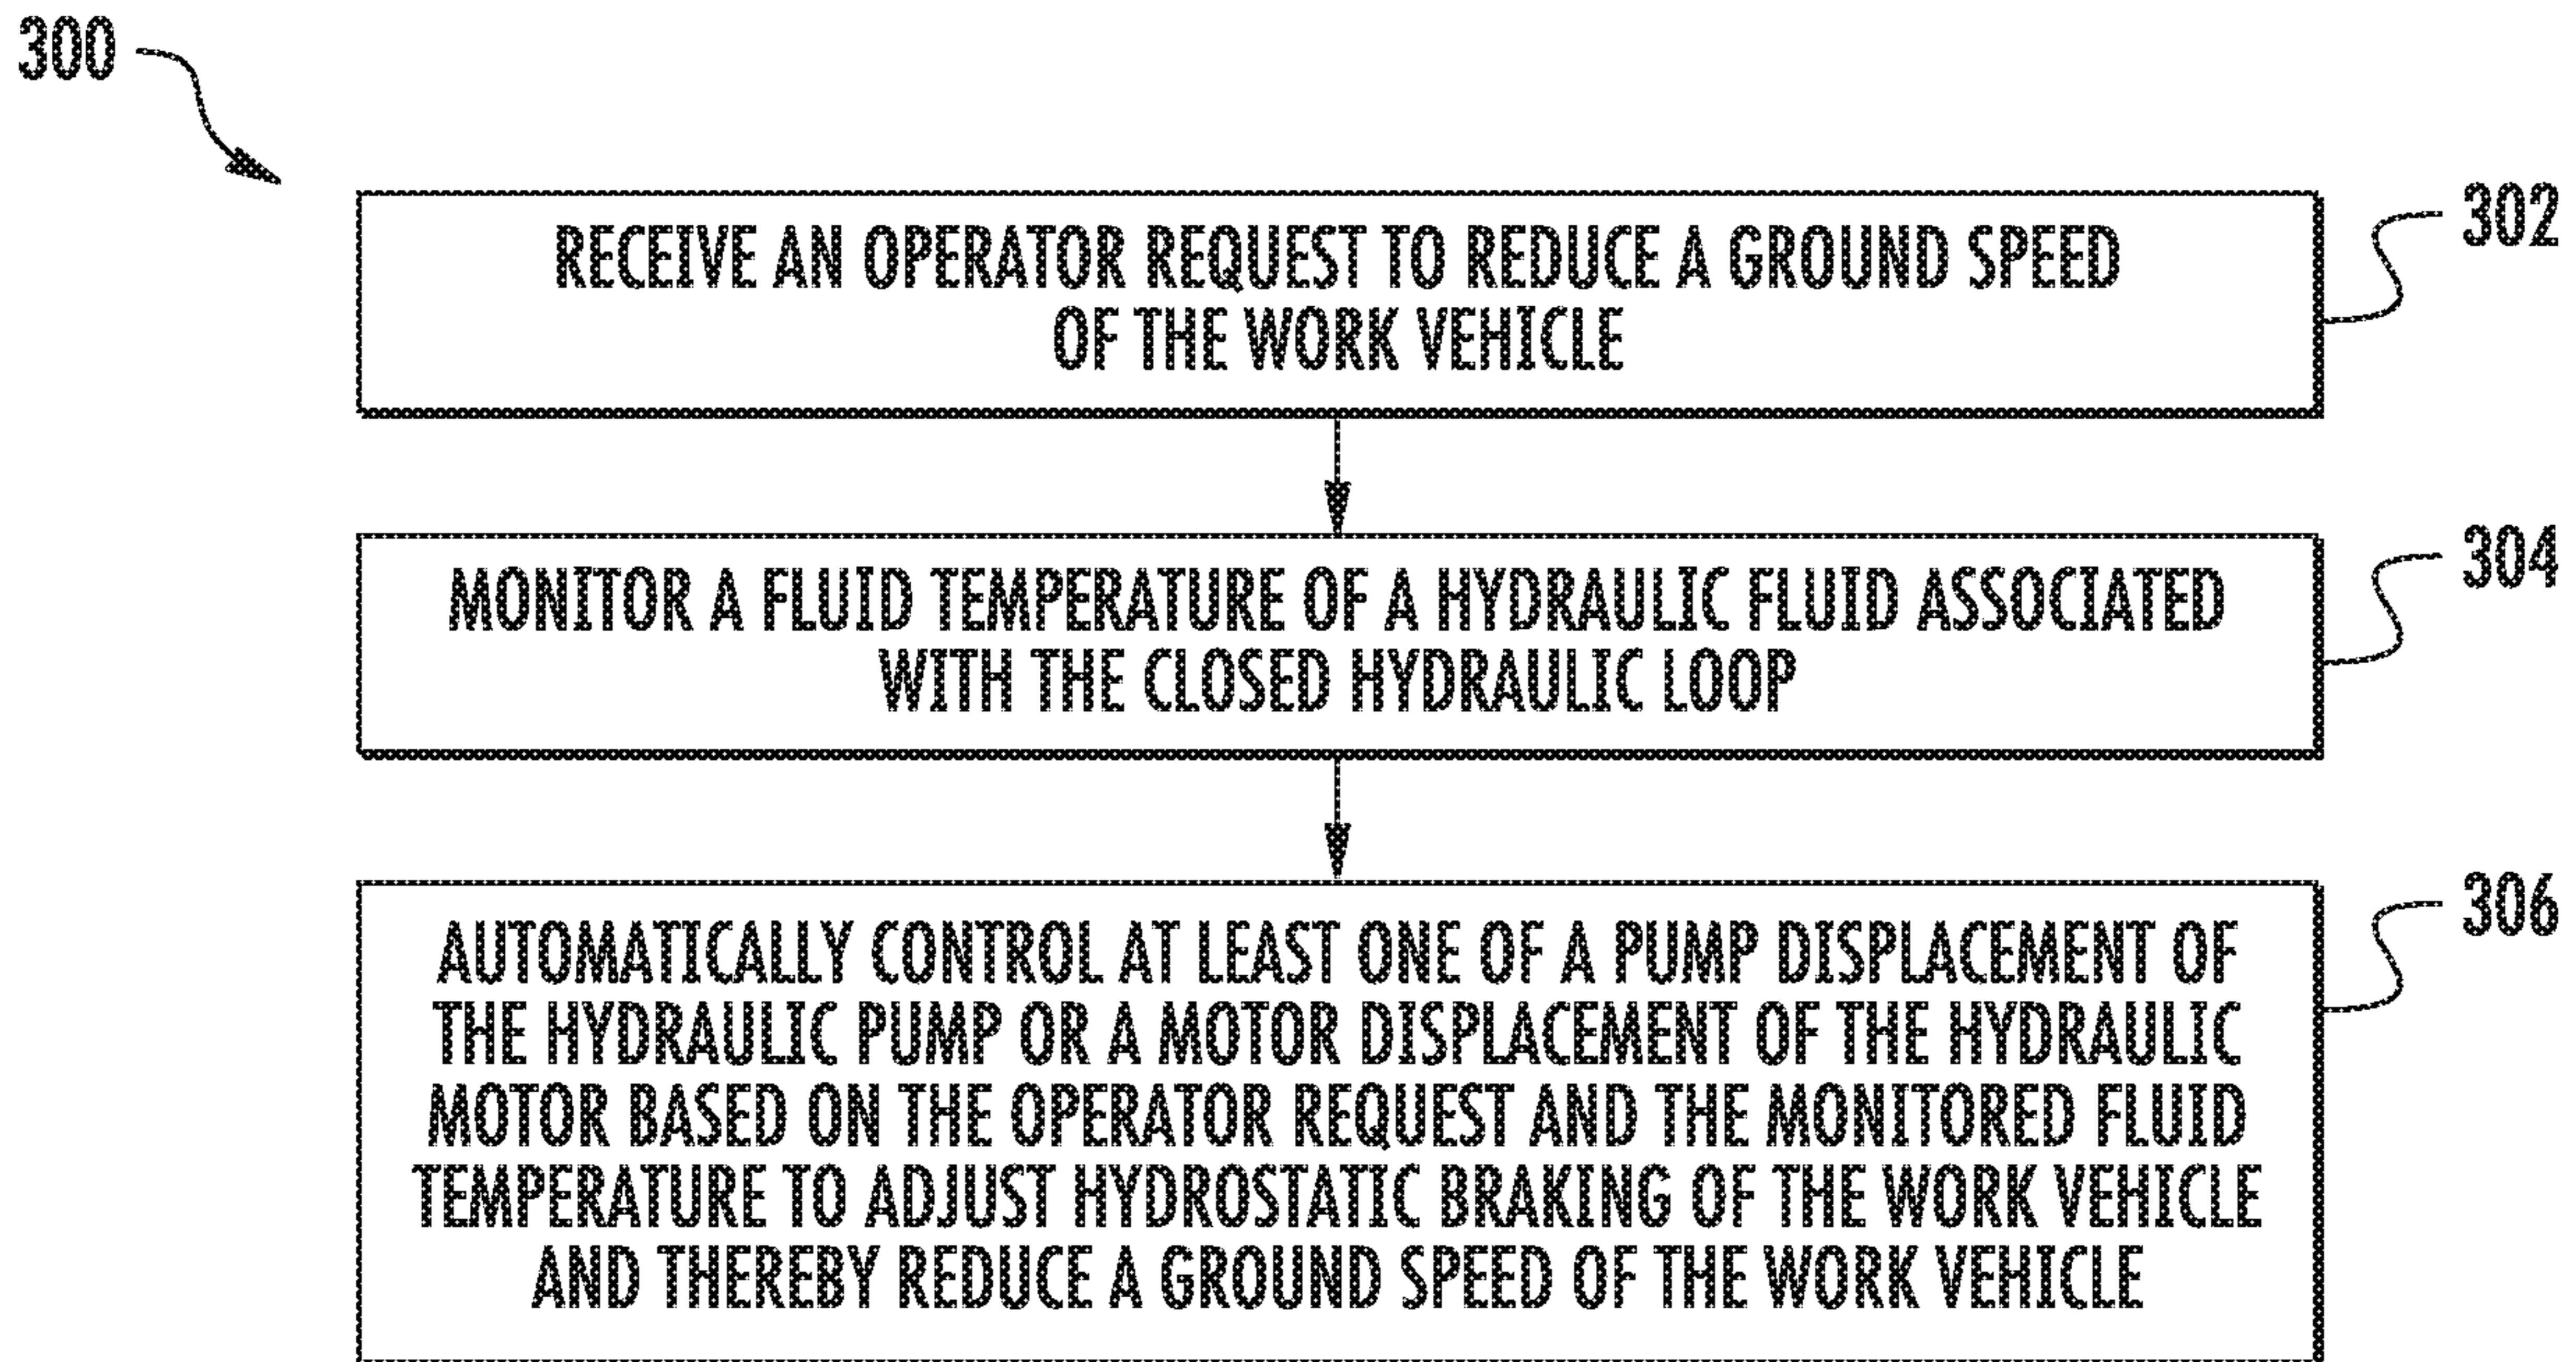 300
RECEIVE AN OPERATOR REQUEST TO REDUCE A GROUND SPEED
OF THE WORK VEHICLE
302
MONITOR A FLUID TEMPERATURE OF A HYDRAULIC FLUID ASSOCIATED
WITH THE CLOSED HYDRAULIC LOOP
304
AUTOMATICALLY CONTROL AT LEAST ONE OF A PUMP DISPLACEMENT OF
THE HYDRAULIC PUMP OR A MOTOR DISPLACEMENT OF THE HYDRAULIC
MOTOR BASED ON THE OPERATOR REQUEST AND THE MONITORED FLUID
TEMPERATURE TO ADJUST HYDROSTATIC BRAKING OF THE WORK VEHICLE
AND THEREBY REDUCE A GROUND SPEED OF THE WORK VEHICLE
306